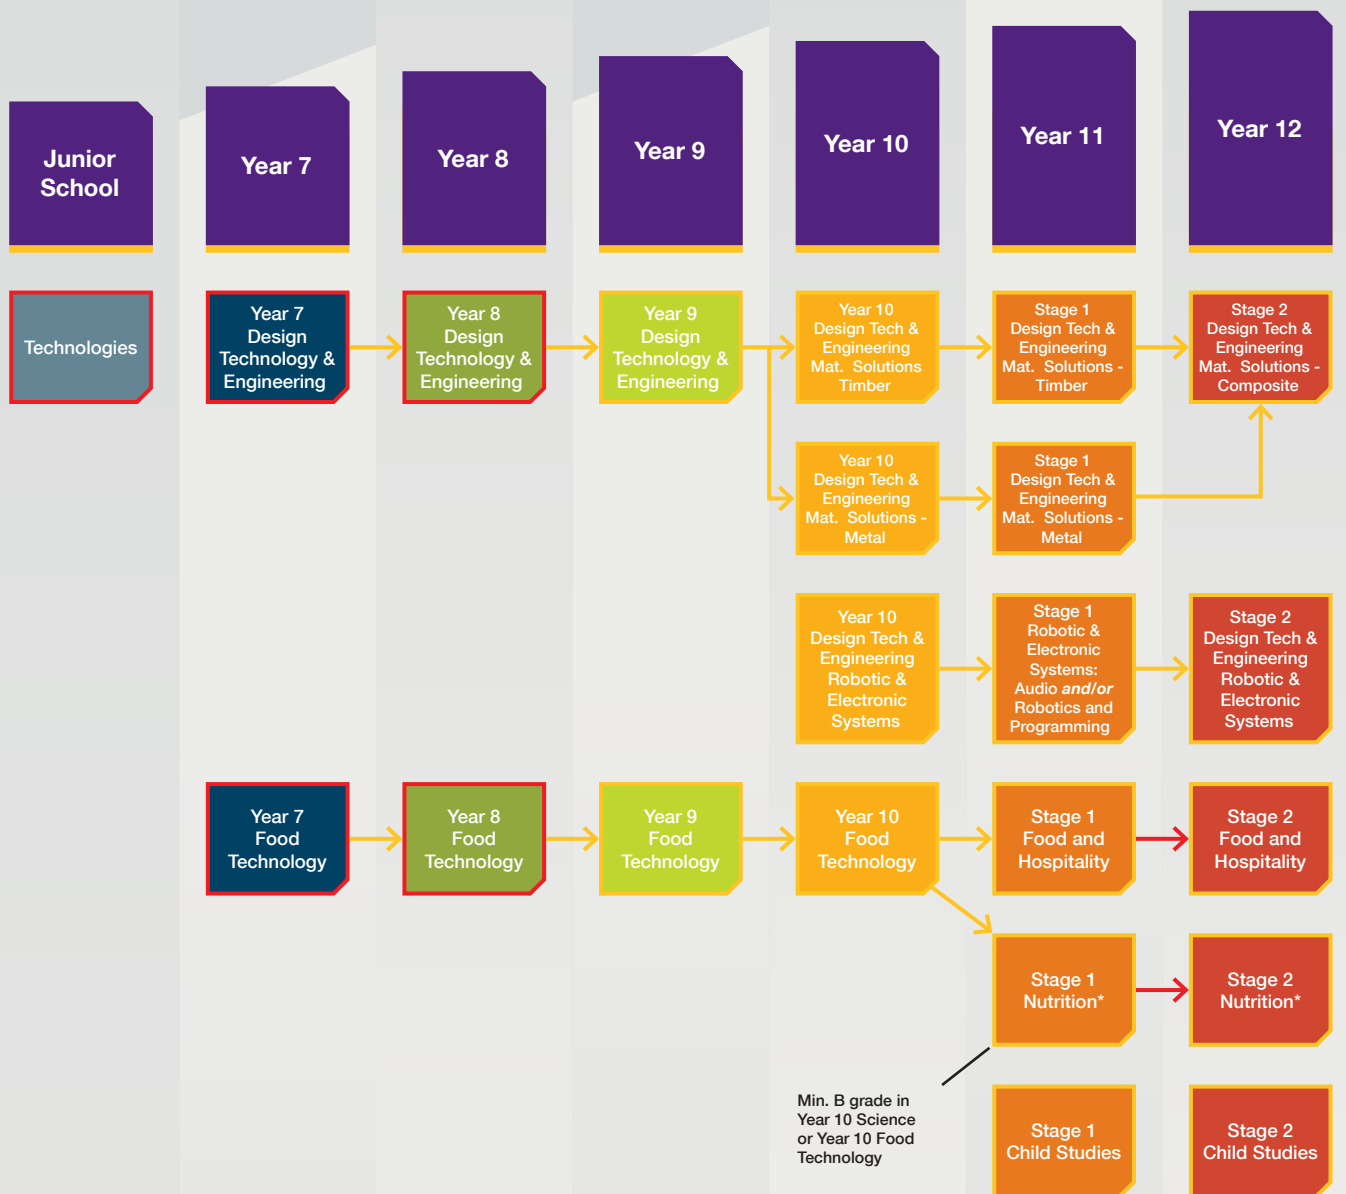 Junior
School
Year 7
Year 8
Year 9
Year 10
Year 11
Year 12
Technologies
Year 7
Design
Technology &
Engineering
Year 8
Design
Technology &
Engineering
Year 9
Design
Technology &
Engineering
Year 10
Design Tech &
Engineering
Mat. Solutions
Timber
Stage 1
Design Tech &
Engineering
Mat. Solutions -
Timber
Stage 2
Design Tech &
Engineering
Mat. Solutions -
Composite
Year 10
Design Tech &
Engineering
Mat. Solutions -
Metal
Stage 1
Design Tech &
Engineering
Mat. Solutions -
Metal
Year 10
Design Tech &
Engineering
Robotic &
Electronic
Systems
Stage 1
Robotic &
Electronic
Systems:
Audio and/or
Robotics and
Programming
Stage 2
Design Tech &
Engineering
Robotic &
Electronic
Systems
Year 7
Food
Technology
Year 8
Food
Technology
Year 9
Food
Technology
Year 10
Food
Technology
Stage 1
Food and
Hospitality
Stage 2
Food and
Hospitality
Stage 1
Nutrition*
Stage 2
Nutrition*
Min. B grade in
Year 10 Science
or Year 10 Food
Technology
Stage 1
Child Studies
Stage 2
Child Studies